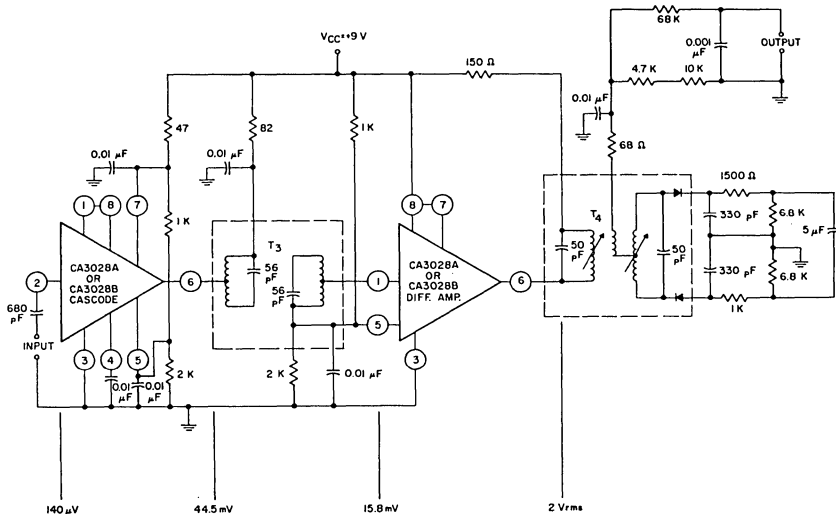 68 K
VCC=+9 V
0.001
μF
OUTPUT
150 Ω
4.7 K
10 K
0.01 μF
47
82
1 K
68 Ω
0.01
μF
0.01 μF
1
8
7
1 K
8
7
T4
1500 Ω
T3
50
pF
50
pF
330 pF
6.8 K
5 μF
2
CA3028A
OR
CA3028B
CASCODE
6
56
pF
56
pF
1
CA3028A
OR
CA3028B
DIFF. AMP.
6
330
pF
6.8 K
680
pF
5
1 K
INPUT
3
4
5
3
0.01
μF
0.01
μF
2 K
2 K
0.01 μF
140 μV
44.5 mV
15.8 mV
2 Vrms